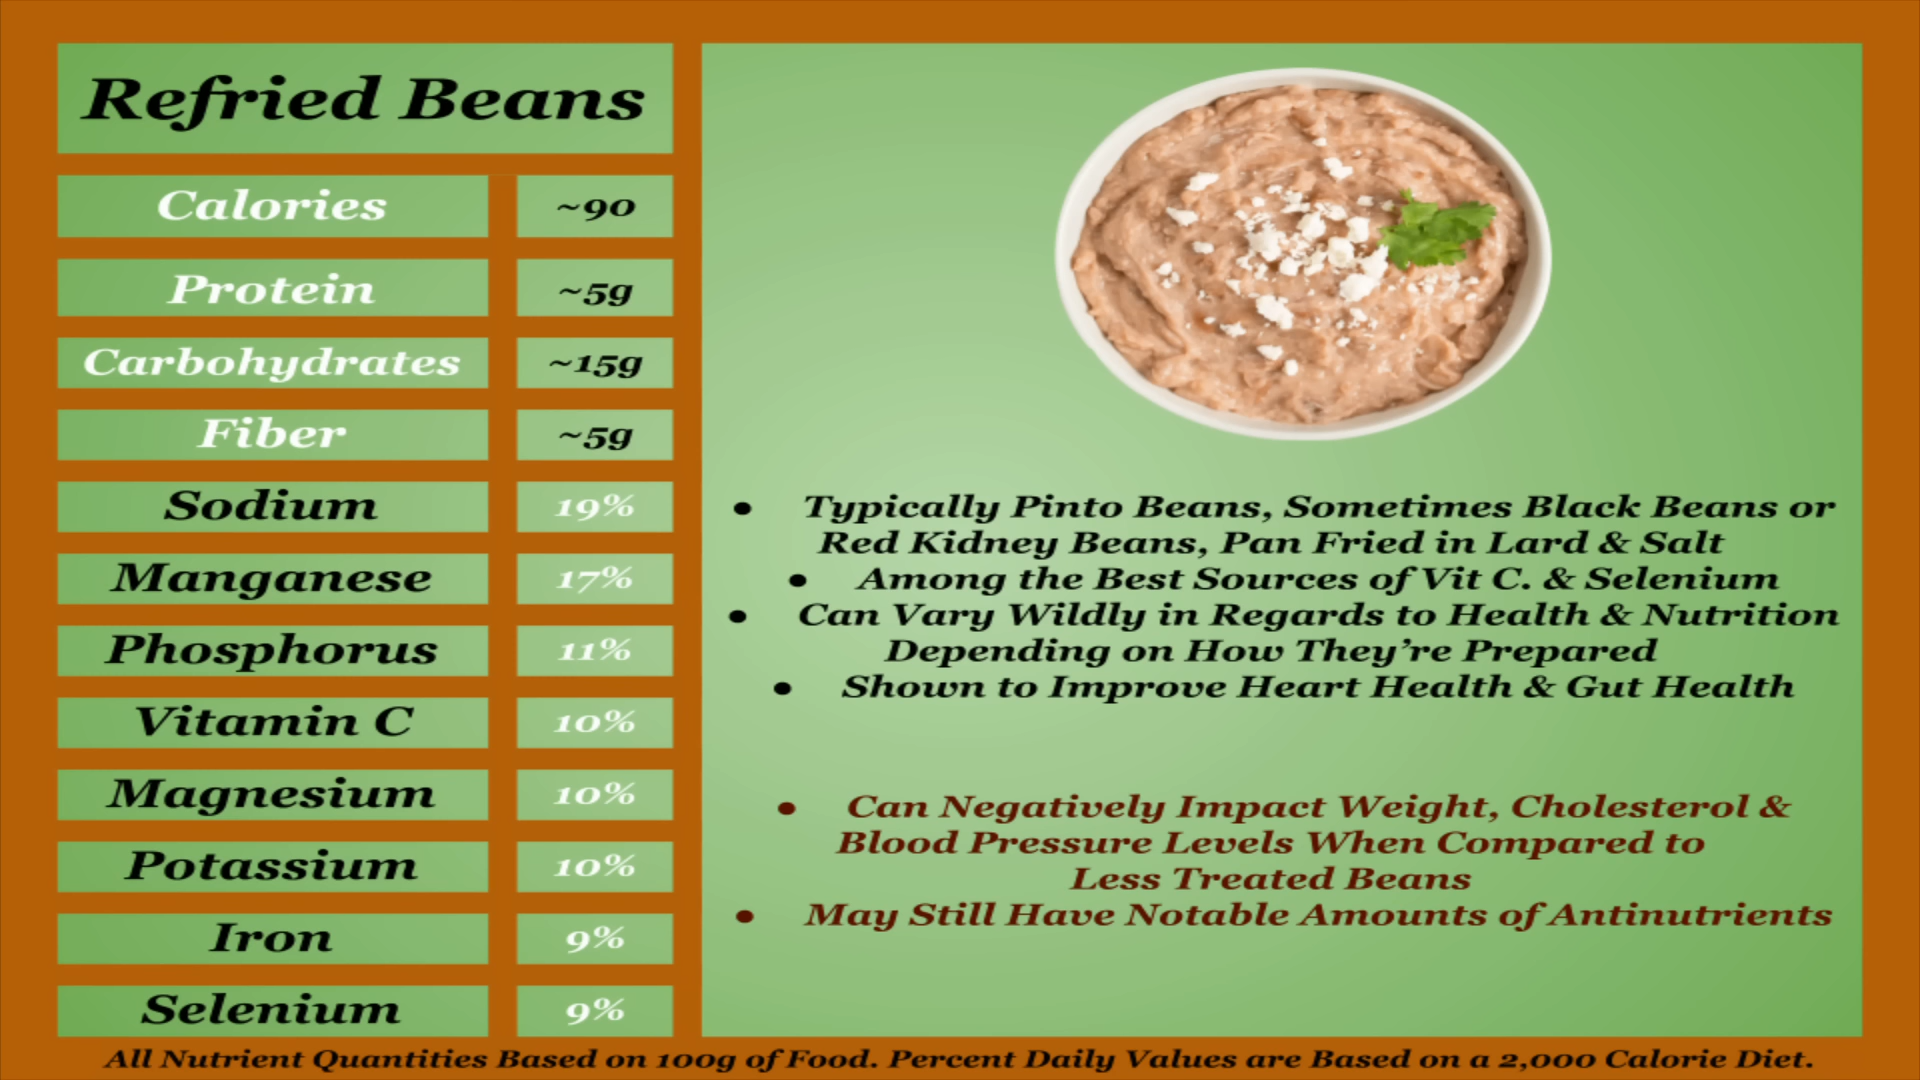 Refried Beans
Calories ~90
Protein ~5g
Carbohydrates ~15g
Fiber ~5g
Sodium 19%
Manganese 17%
Phosphorus 11%
Vitamin C 10%
Magnesium 10%
Potassium 10%
Iron 9%
Selenium 9%
● Typically Pinto Beans, Sometimes Black Beans or
Red Kidney Beans, Pan Fried in Lard & Salt
● Among the Best Sources of Vit C. & Selenium
● Can Vary Wildly in Regards to Health & Nutrition
Depending on How They’re Prepared
● Shown to Improve Heart Health & Gut Health
● Can Negatively Impact Weight, Cholesterol &
Blood Pressure Levels When Compared to
Less Treated Beans
● May Still Have Notable Amounts of Antinutrients
All Nutrient Quantities Based on 100g of Food. Percent Daily Values are Based on a 2,000 Calorie Diet.